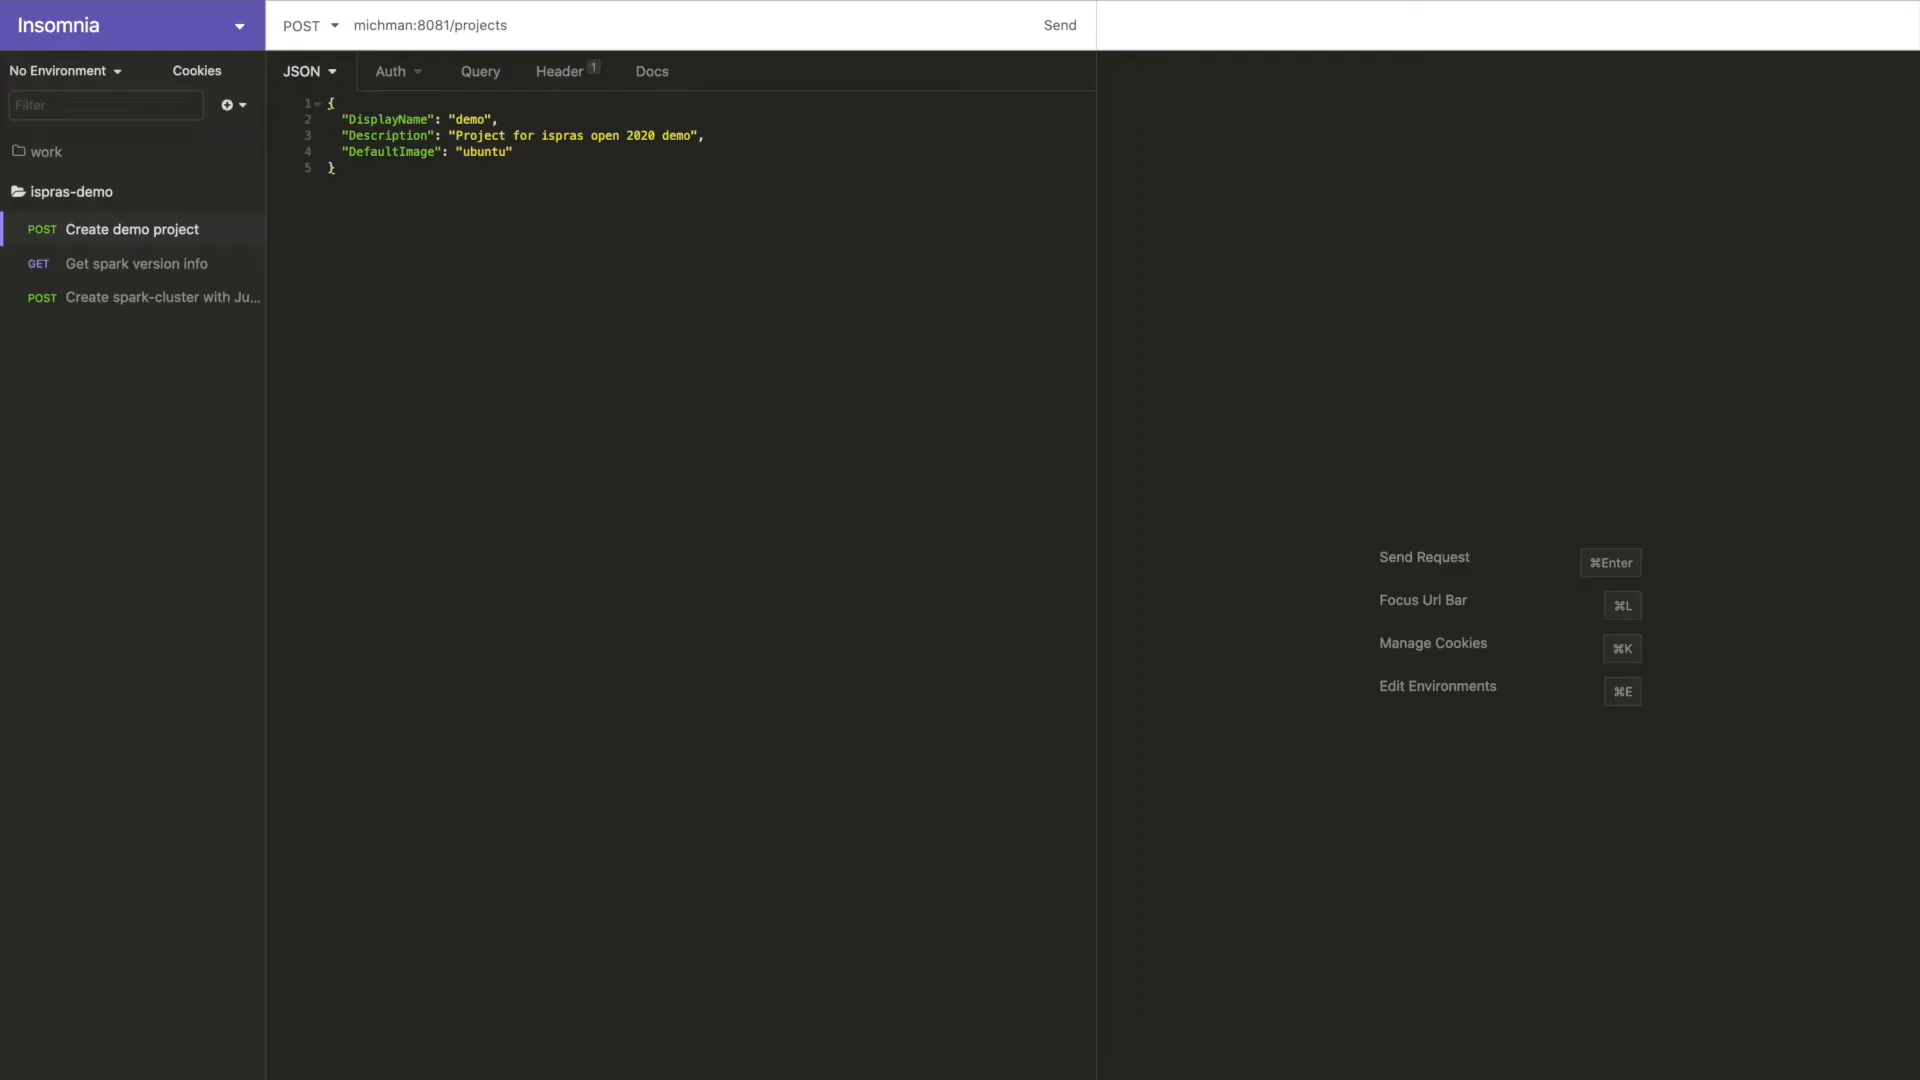 Insomnia
POST michman:8081/projects Send
No Environment Cookies
Filter
work
ispras-demo
POST Create demo project
GET Get spark version info
POST Create spark-cluster with Ju...
JSON Auth Query Header 1 Docs
1 {
2 "DisplayName": "demo",
3 "Description": "Project for ispras open 2020 demo",
4 "DefaultImage": "ubuntu"
5 }
Send Request ⌘Enter
Focus Url Bar ⌘L
Manage Cookies ⌘K
Edit Environments ⌘E